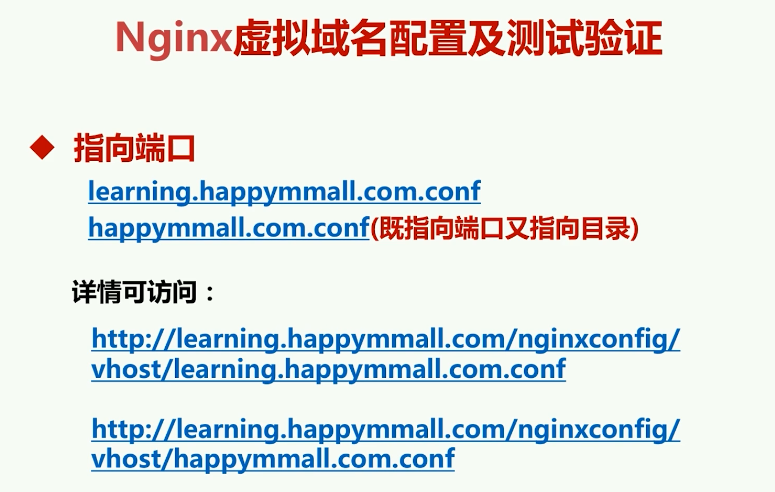 Nginx虚拟域名配置及测试验证
指向端口
learning.happymmall.com.conf
happymmall.com.conf(既指向端口又指向目录)
详情可访问：
http://learning.happymmall.com/nginxconfig/
vhost/learning.happymmall.com.conf
http://learning.happymmall.com/nginxconfig/
vhost/happymmall.com.conf